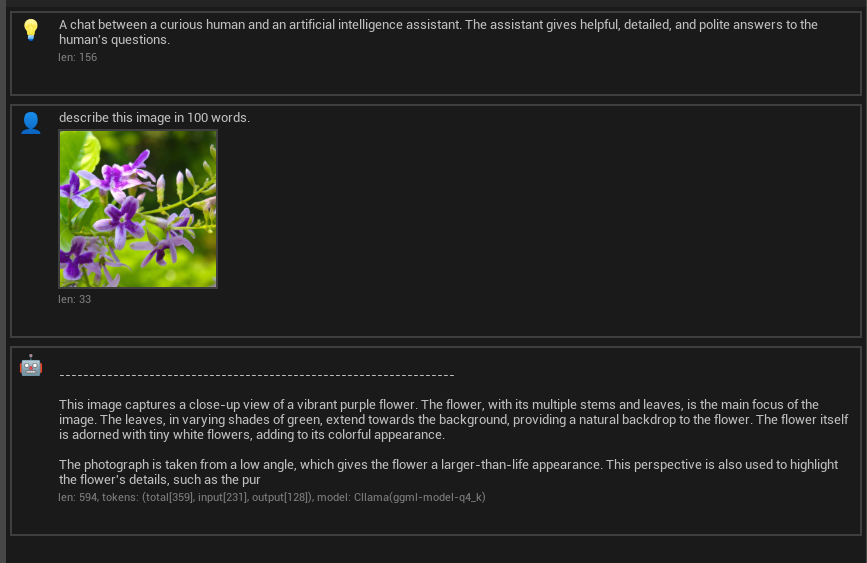 A chat between a curious human and an artificial intelligence assistant. The assistant gives helpful, detailed, and polite answers to the
human's questions.
len: 156
describe this image in 100 words.
len: 33
------------------------------------------------------------------
This image captures a close-up view of a vibrant purple flower. The flower, with its multiple stems and leaves, is the main focus of the
image. The leaves, in varying shades of green, extend towards the background, providing a natural backdrop to the flower. The flower itself
is adorned with tiny white flowers, adding to its colorful appearance.
The photograph is taken from a low angle, which gives the flower a larger-than-life appearance. This perspective is also used to highlight
the flower's details, such as the pur
len: 594, tokens: (total[359], input[231], output[128]), model: Cllama(ggml-model-q4_k)